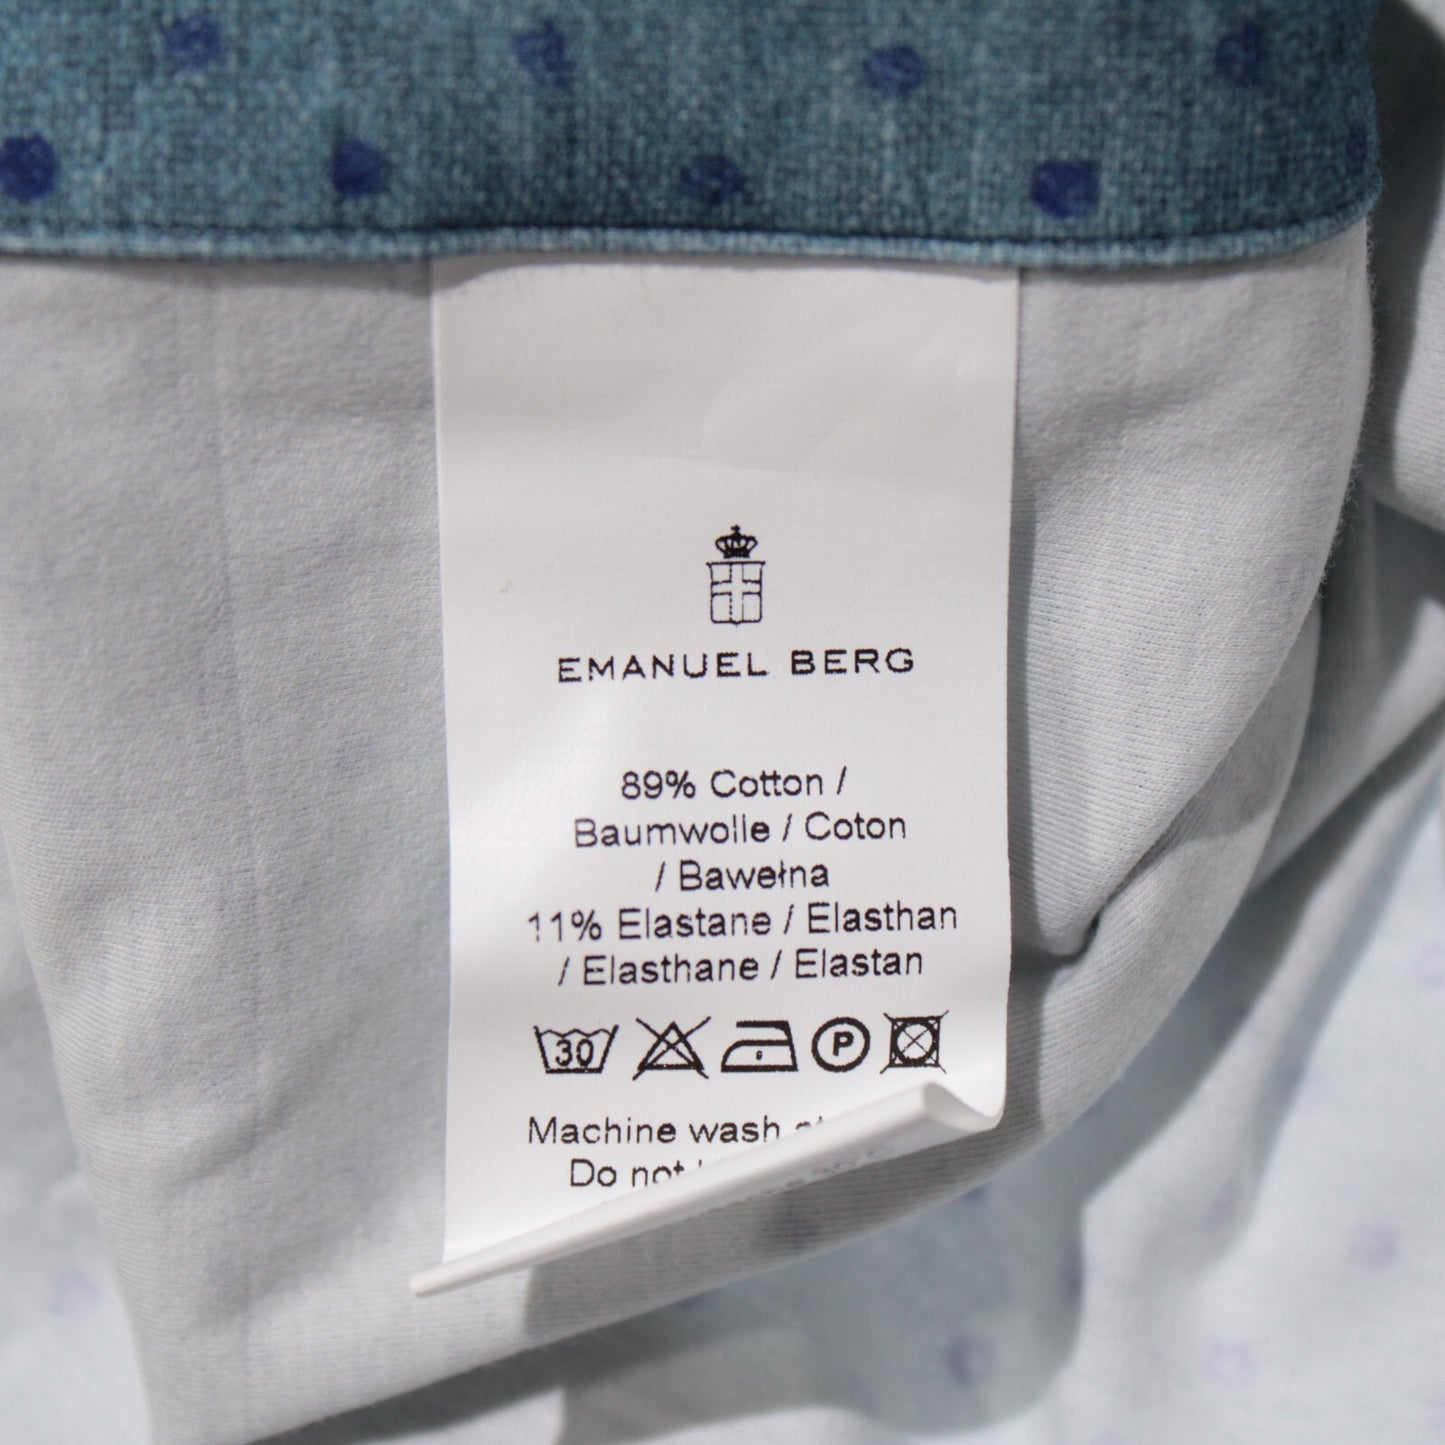 EMANUEL BERG
89% Cotton /
Baumwolle / Coton
/ Bawełna
11% Elastane / Elasthan
/ Elasthane / Elastan
30
P
Machine wash
Do not